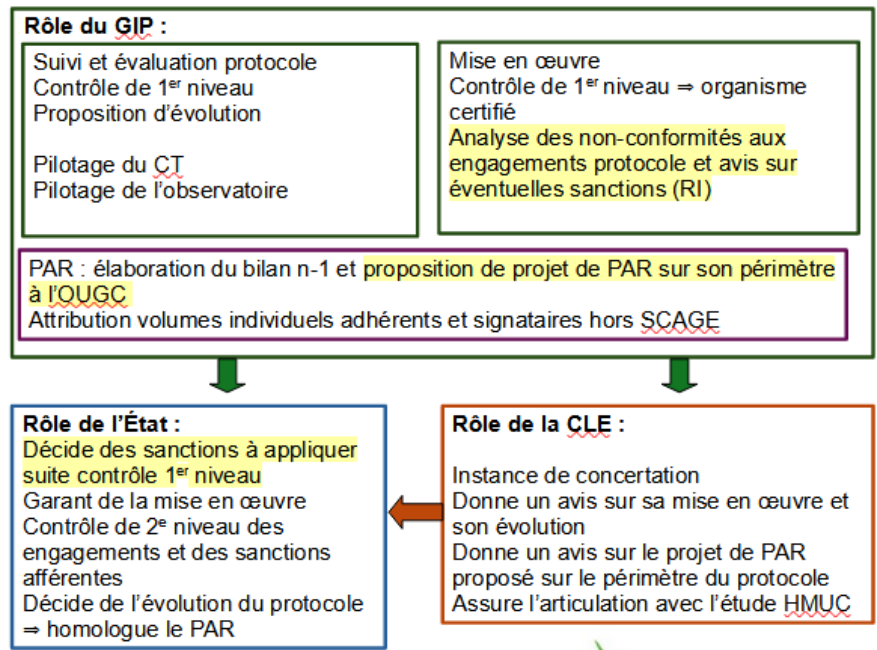 Rôle du GIP :
Suivi et évaluation protocole
Contrôle de 1er niveau
Proposition d'évolution
Pilotage du CT
Pilotage de l'observatoire
Mise en œuvre
Contrôle de 1er niveau ⇒ organisme
certifié
Analyse des non-conformités aux
engagements protocole et avis sur
éventuelles sanctions (RI)
PAR : élaboration du bilan n-1 et proposition de projet de PAR sur son périmètre
à l'OUGC
Attribution volumes individuels adhérents et signataires hors SCAGE
Rôle de l'État :
Décide des sanctions à appliquer
suite contrôle 1er niveau
Garant de la mise en œuvre
Contrôle de 2e niveau des
engagements et des sanctions
afférentes
Décide de l'évolution du protocole
⇒ homologue le PAR
Rôle de la CLE :
Instance de concertation
Donne un avis sur sa mise en œuvre et
son évolution
Donne un avis sur le projet de PAR
proposé sur le périmètre du protocole
Assure l'articulation avec l'étude HMUC